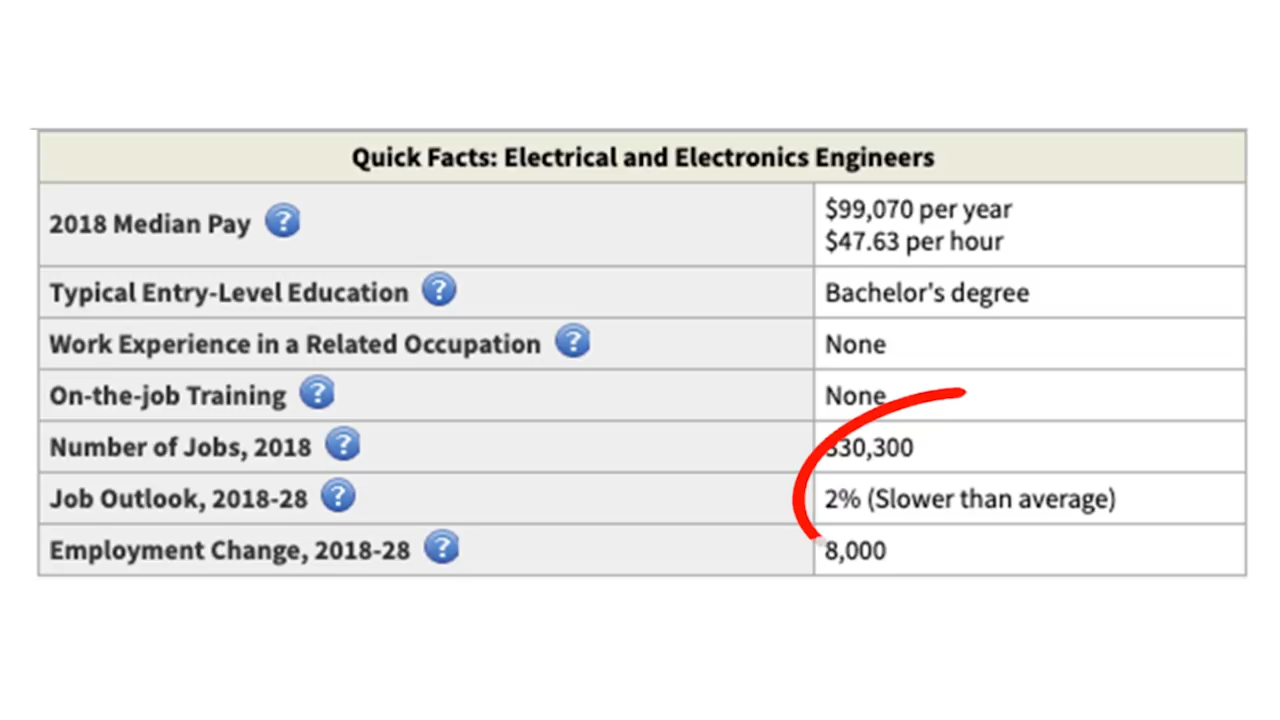 Quick Facts: Electrical and Electronics Engineers
2018 Median Pay ?
$99,070 per year
$47.63 per hour
Typical Entry-Level Education ?
Bachelor's degree
Work Experience in a Related Occupation ?
None
On-the-job Training ?
None
Number of Jobs, 2018 ?
330,300
Job Outlook, 2018-28 ?
2% (Slower than average)
Employment Change, 2018-28 ?
8,000